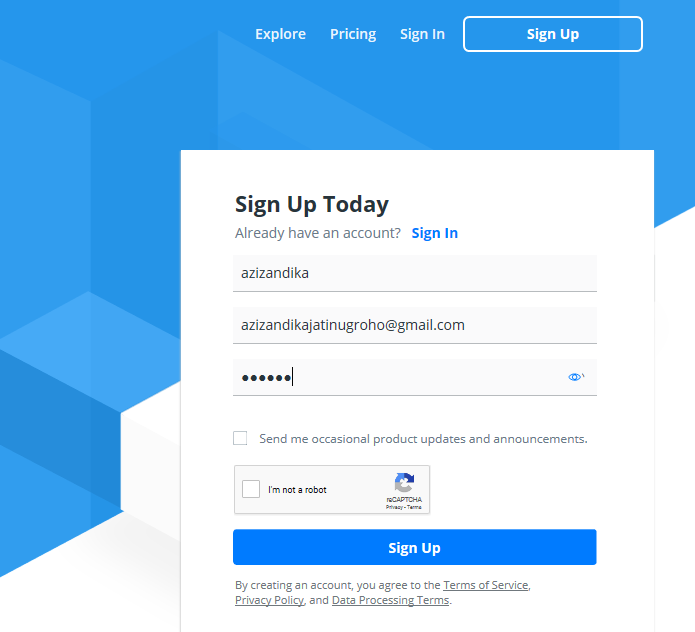 Explore Pricing Sign In Sign Up
Sign Up Today
Already have an account? Sign In
azizandika
azizandikajatinugroho@gmail.com
●●●●●●
Send me occasional product updates and announcements.
I'm not a robot
reCAPTCHA
Privacy - Terms
Sign Up
By creating an account, you agree to the Terms of Service,
Privacy Policy, and Data Processing Terms.